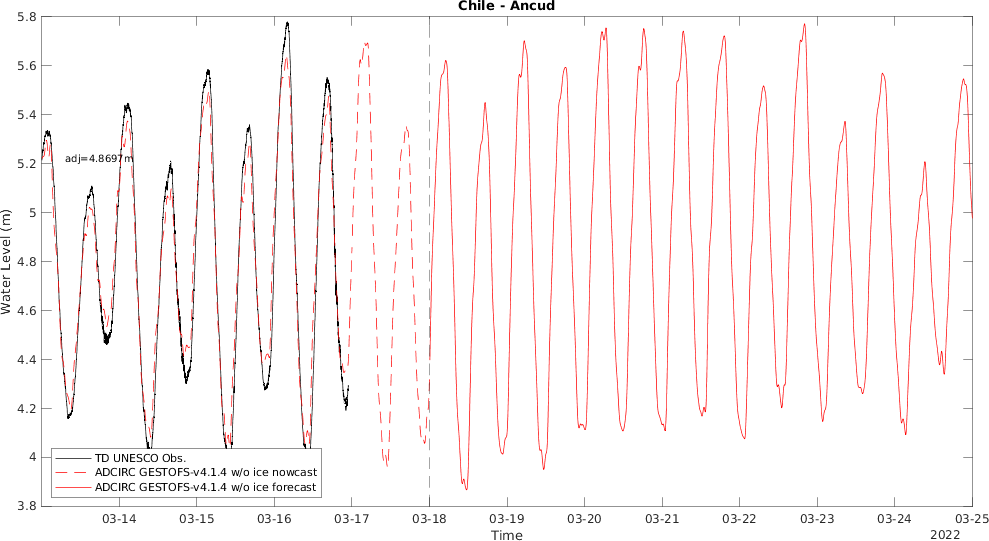 Chile - Ancud
5.8
5.6
5.4
5.2
5
4.8
4.6
4.4
4.2
4
3.8
Water Level (m)
adj=4.8697m
TD UNESCO Obs.
ADCIRC GESTOFS-v4.1.4 w/o ice nowcast
ADCIRC GESTOFS-v4.1.4 w/o ice forecast
03-14 03-15 03-16 03-17 03-18 03-19 03-20 03-21 03-22 03-23 03-24 03-25
Time
2022